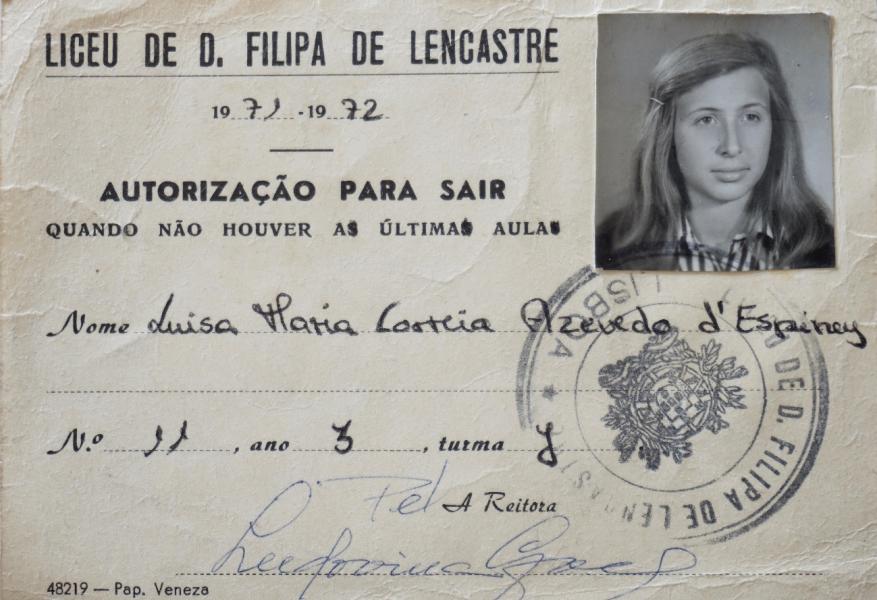 LICEU DE D. FILIPA DE LENCASTRE
1971-1972
AUTORIZAÇÃO PARA SAIR
QUANDO NÃO HOUVER AS ÚLTIMAS AULAS
Nome Luisa Maria Correia Azevedo d'Espiney
N.º 11, ano 3, turma J
Pel' A Reitora
48219 — Pap. Veneza
DE D. FILIPA DE LENCASTRE
LISBOA